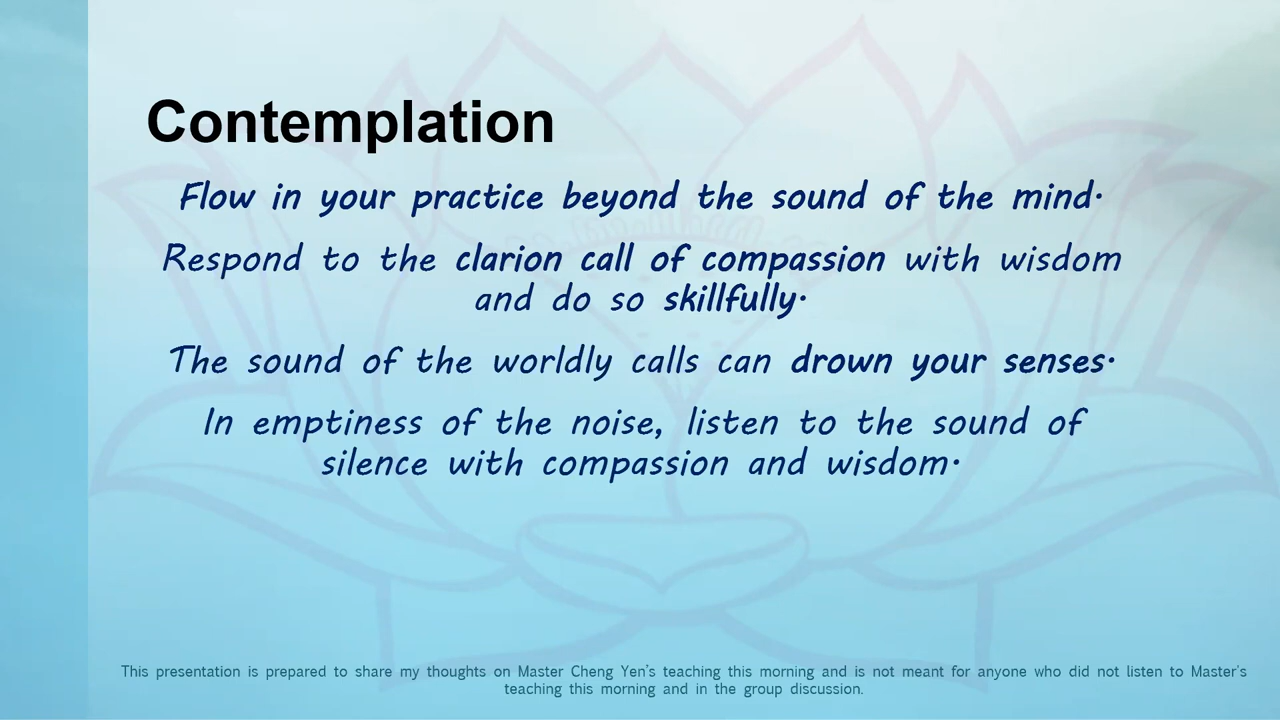 Contemplation
Flow in your practice beyond the sound of the mind.
Respond to the clarion call of compassion with wisdom
and do so skillfully.
The sound of the worldly calls can drown your senses.
In emptiness of the noise, listen to the sound of
silence with compassion and wisdom.
This presentation is prepared to share my thoughts on Master Cheng Yen's teaching this morning and is not meant for anyone who did not listen to Master's
teaching this morning and in the group discussion.